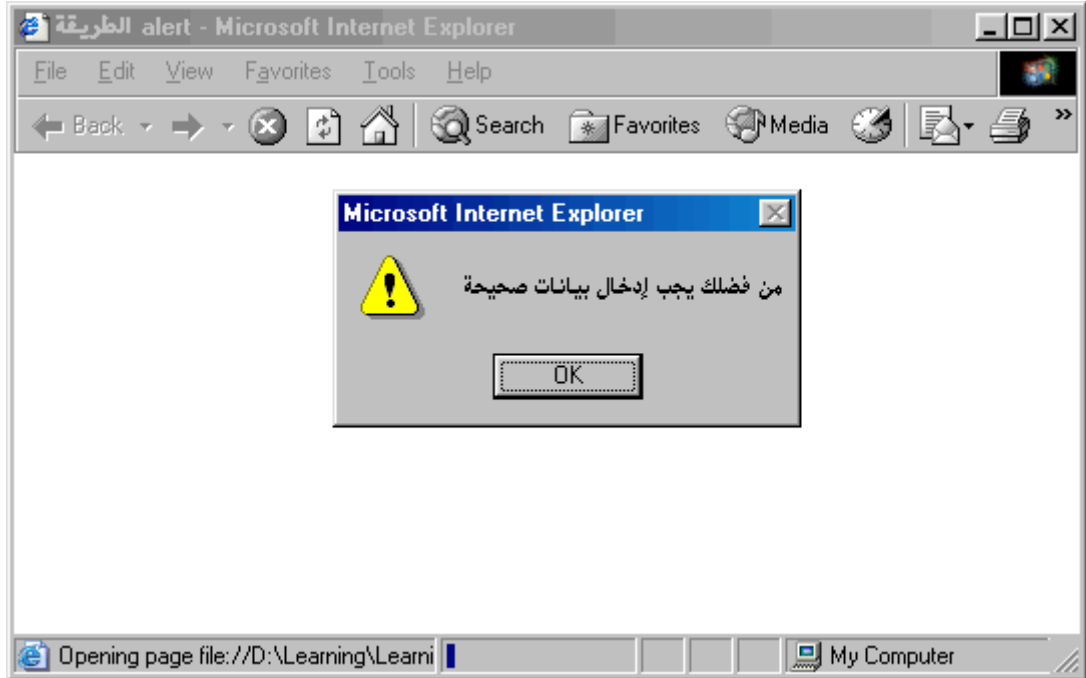 الطريقة alert - Microsoft Internet Explorer
File Edit View Favorites Tools Help
Back Search Favorites Media »
Microsoft Internet Explorer
من فضلك يجب إدخال بيانات صحيحة
OK
Opening page file://D:\Learning\Learni My Computer